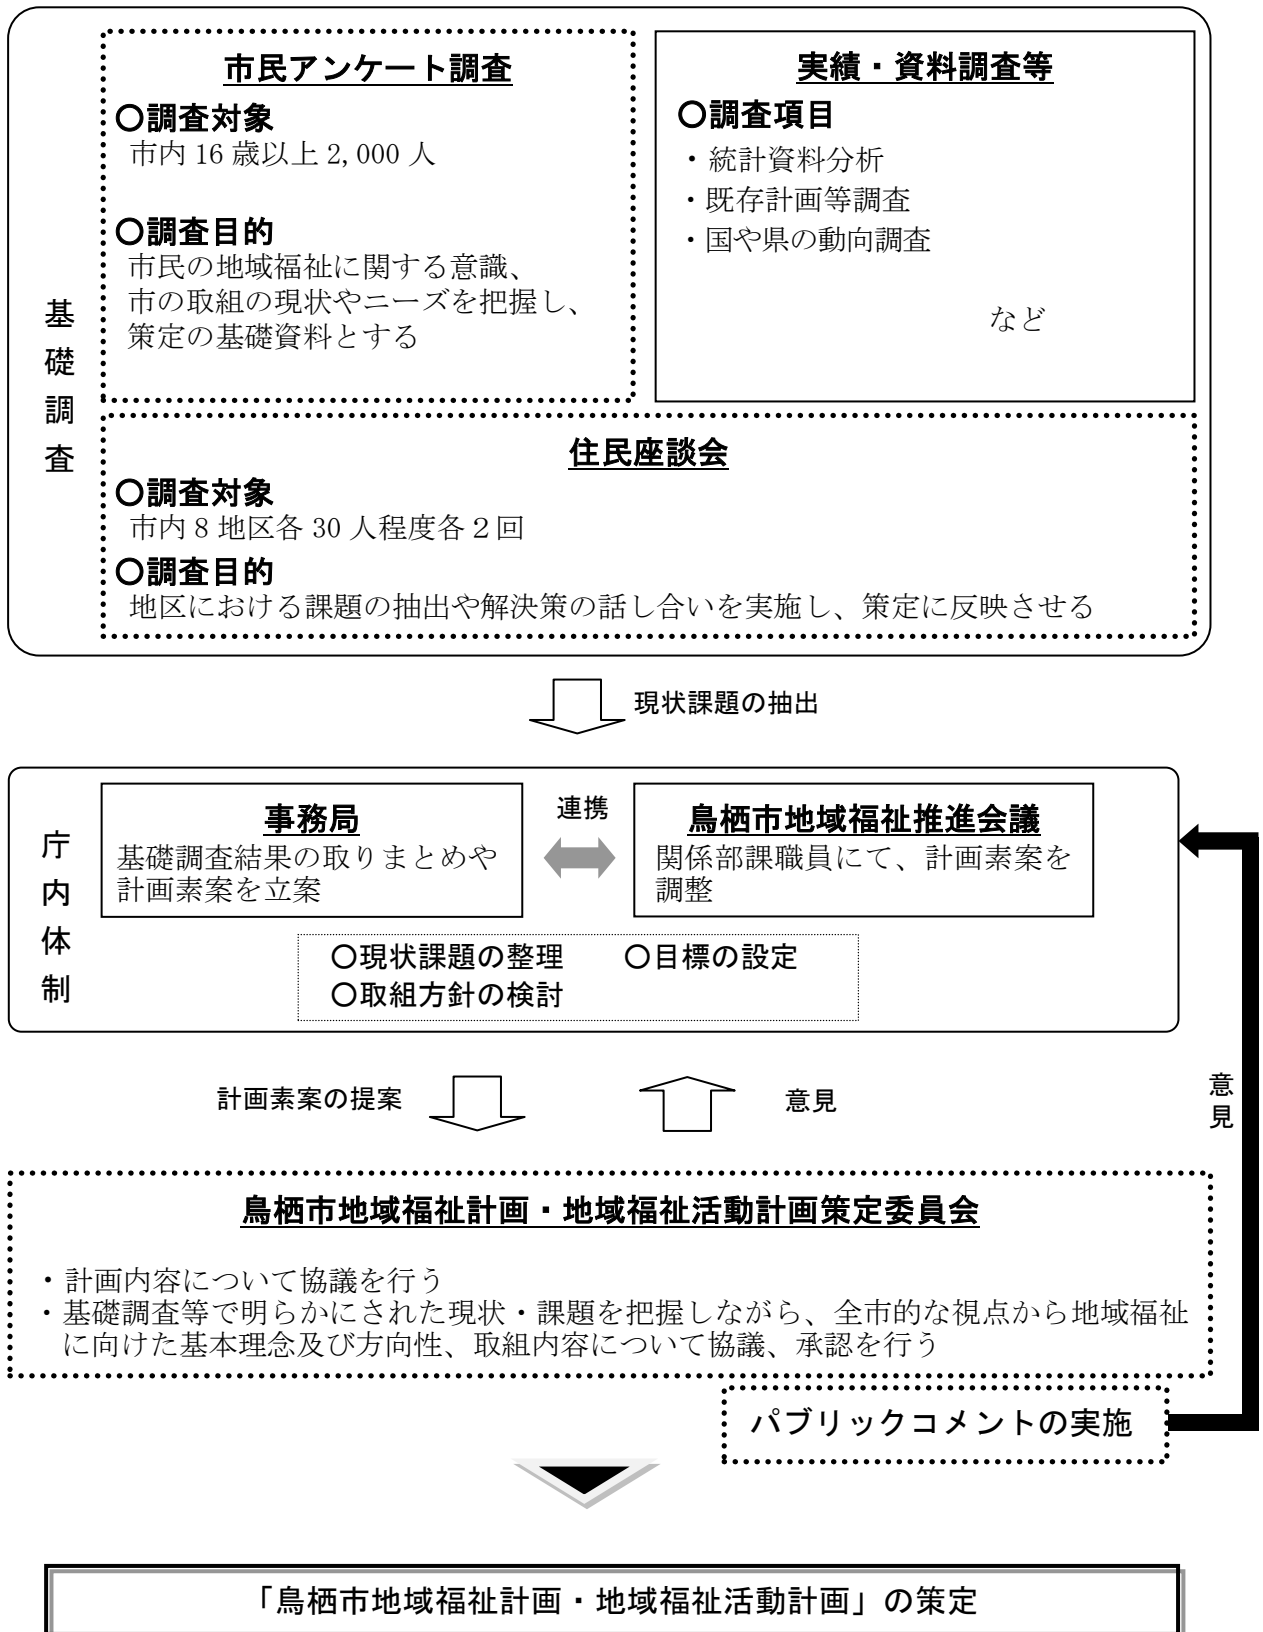 基礎調査
市民アンケート調査
○調査対象
市内16歳以上2,000人
○調査目的
市民の地域福祉に関する意識、
市の取組の現状やニーズを把握し、
策定の基礎資料とする
実績・資料調査等
○調査項目
・統計資料分析
・既存計画等調査
・国や県の動向調査
など
住民座談会
○調査対象
市内8地区各30人程度各2回
○調査目的
地区における課題の抽出や解決策の話し合いを実施し、策定に反映させる
現状課題の抽出
庁内体制
事務局
基礎調査結果の取りまとめや
計画素案を立案
連携
鳥栖市地域福祉推進会議
関係部課職員にて、計画素案を
調整
○現状課題の整理 ○目標の設定
○取組方針の検討
計画素案の提案
意見
意見
鳥栖市地域福祉計画・地域福祉活動計画策定委員会
・計画内容について協議を行う
・基礎調査等で明らかにされた現状・課題を把握しながら、全市的な視点から地域福祉
に向けた基本理念及び方向性、取組内容について協議、承認を行う
パブリックコメントの実施
「鳥栖市地域福祉計画・地域福祉活動計画」の策定